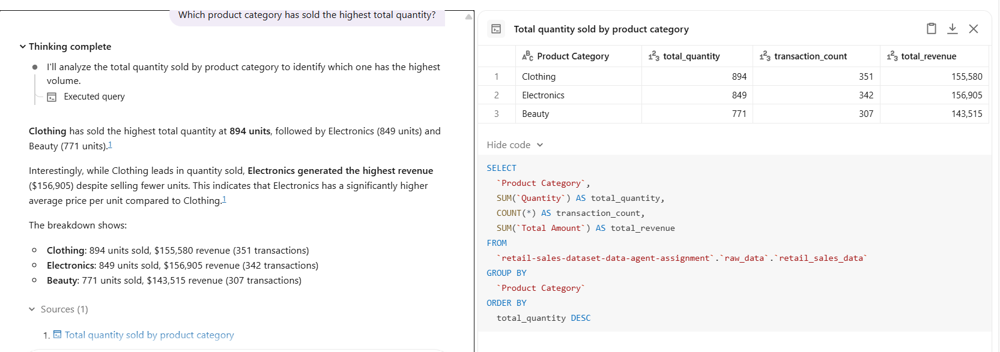 Which product category has sold the highest total quantity?
Thinking complete
I'll analyze the total quantity sold by product category to identify which one has the highest
volume.
Executed query
Clothing has sold the highest total quantity at 894 units, followed by Electronics (849 units) and
Beauty (771 units).1
Interestingly, while Clothing leads in quantity sold, Electronics generated the highest revenue
($156,905) despite selling fewer units. This indicates that Electronics has a significantly higher
average price per unit compared to Clothing.1
The breakdown shows:
Clothing: 894 units sold, $155,580 revenue (351 transactions)
Electronics: 849 units sold, $156,905 revenue (342 transactions)
Beauty: 771 units sold, $143,515 revenue (307 transactions)
Sources (1)
1. Total quantity sold by product category
Total quantity sold by product category
ABC Product Category 123 total_quantity 123 transaction_count 123 total_revenue
1 Clothing 894 351 155,580
2 Electronics 849 342 156,905
3 Beauty 771 307 143,515
Hide code
SELECT
`Product Category`,
SUM(`Quantity`) AS total_quantity,
COUNT(*) AS transaction_count,
SUM(`Total Amount`) AS total_revenue
FROM
`retail-sales-dataset-data-agent-assignment`.`raw_data`.`retail_sales_data`
GROUP BY
`Product Category`
ORDER BY
total_quantity DESC